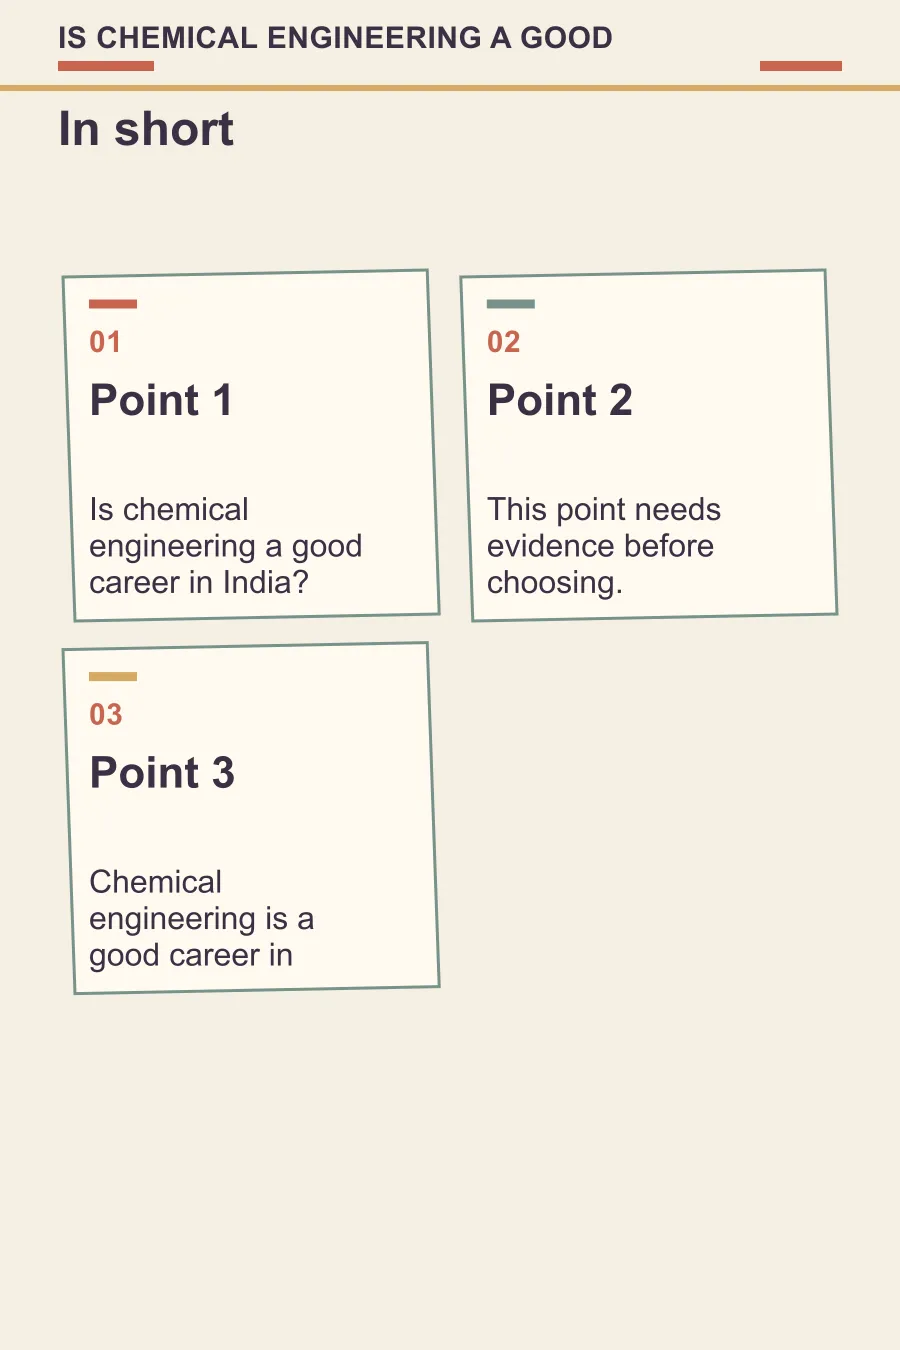 IS CHEMICAL ENGINEERING A GOOD
In short
01
Point 1
Is chemical
engineering a good
career in India?
02
Point 2
This point needs
evidence before
choosing.
03
Point 3
Chemical
engineering is a
good career in